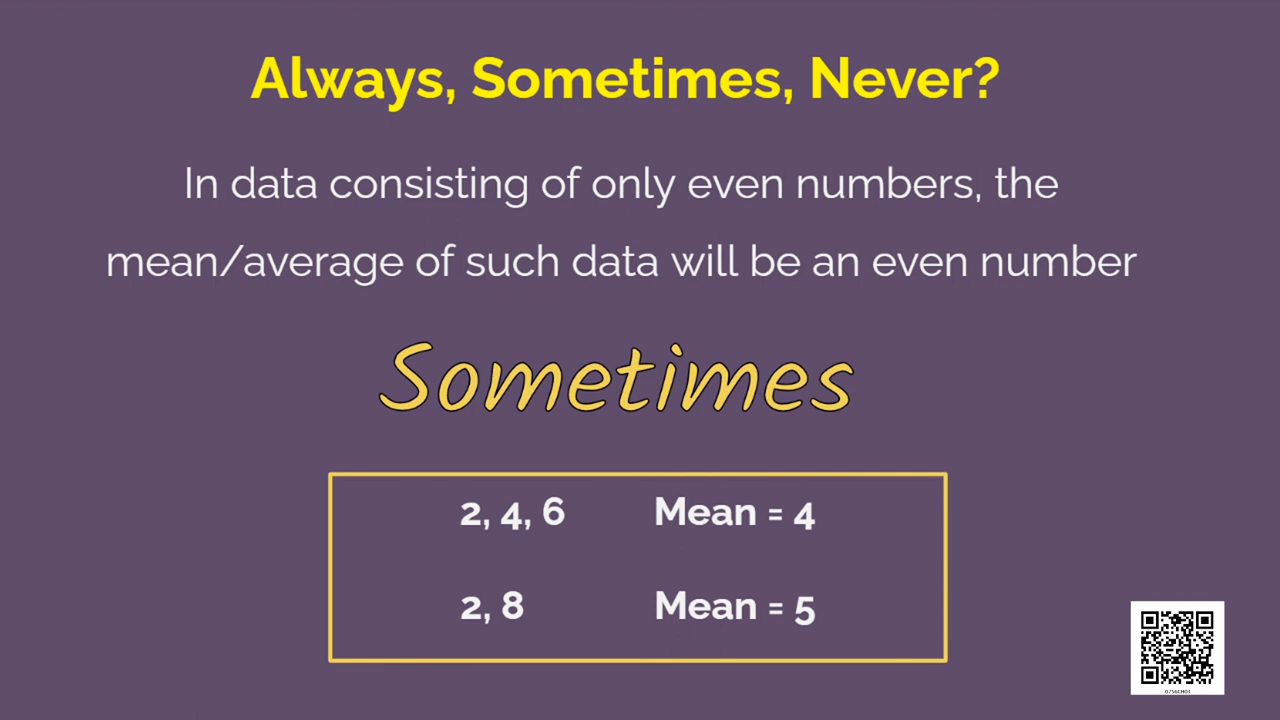 Always, Sometimes, Never?
In data consisting of only even numbers, the
mean/average of such data will be an even number
Sometimes
2, 4, 6 Mean = 4
2, 8 Mean = 5